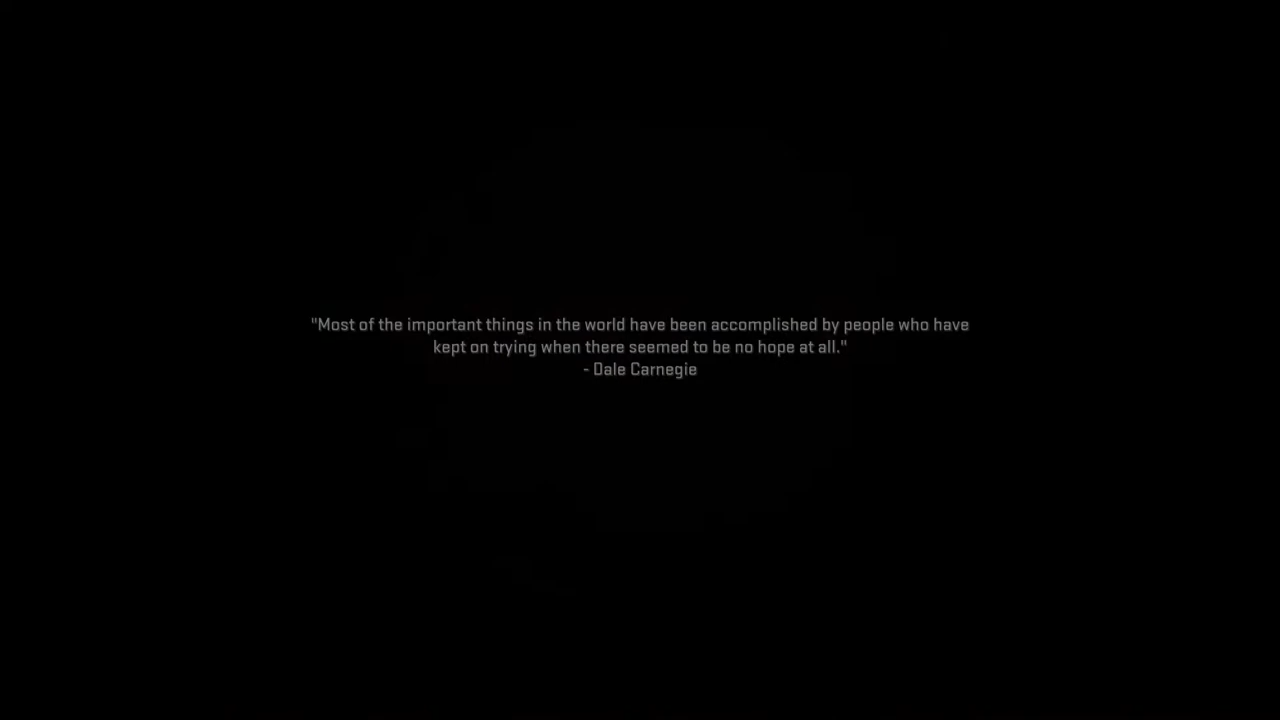 "Most of the important things in the world have been accomplished by people who have
kept on trying when there seemed to be no hope at all."
- Dale Carnegie